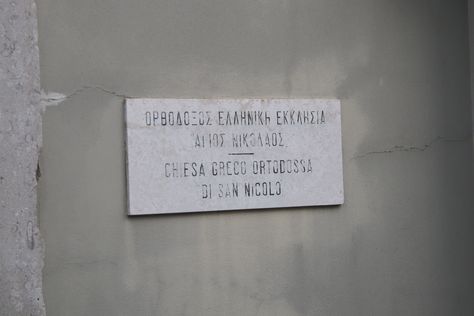 ΟΡΘΟΔΟΞΟΣ ΕΛΛΗΝΙΚΗ ΕΚΚΛΗΣΙΑ
"ΑΓΙΟΣ ΝΙΚΟΛΑΟΣ"
CHIESA GRECO ORTODOSSA
"DI SAN NICOLO"